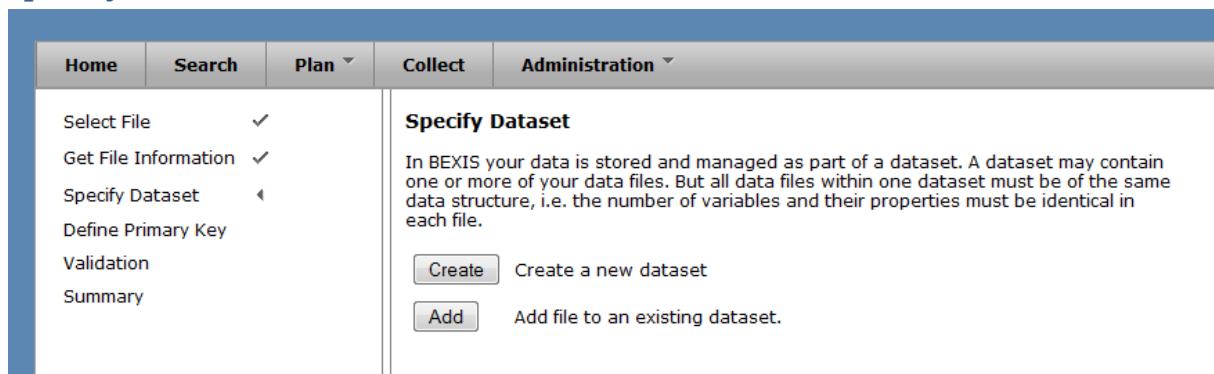 Home Search Plan Collect Administration
Select File
Get File Information
Specify Dataset
Define Primary Key
Validation
Summary
Specify Dataset
In BEXIS your data is stored and managed as part of a dataset. A dataset may contain
one or more of your data files. But all data files within one dataset must be of the same
data structure, i.e. the number of variables and their properties must be identical in
each file.
Create Create a new dataset
Add Add file to an existing dataset.